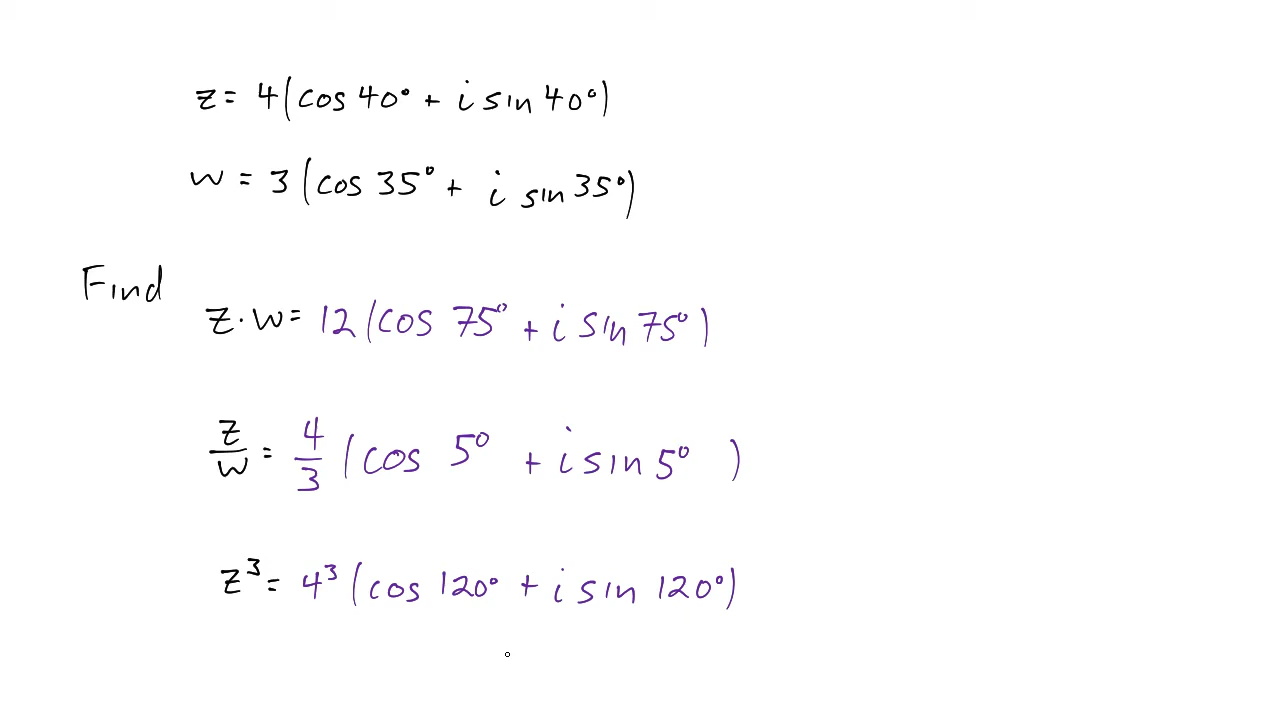 z = 4(cos 40° + i sin 40°)
w = 3(cos 35° + i sin 35°)
Find
z · w = 12(cos 75° + i sin 75°)
z/w = 4/3 (cos 5° + i sin 5°)
z³ = 4³(cos 120° + i sin 120°)